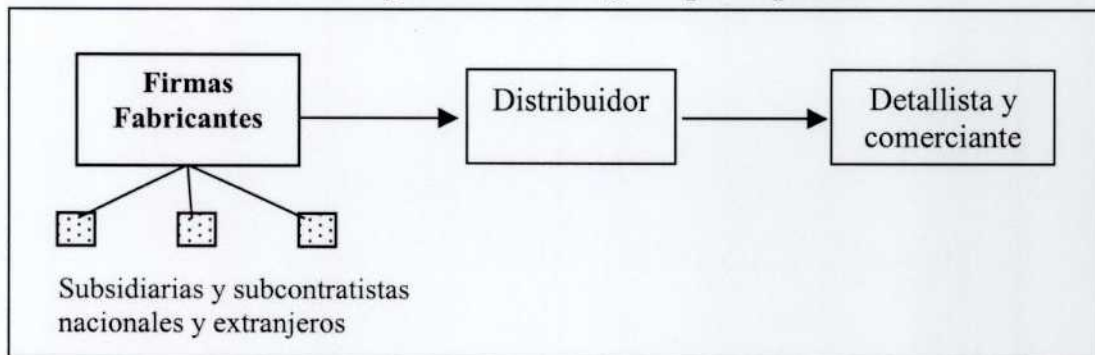 Firmas
Fabricantes
Distribuidor
Detallista y
comerciante
Subsidiarias y subcontratistas
nacionales y extranjeros